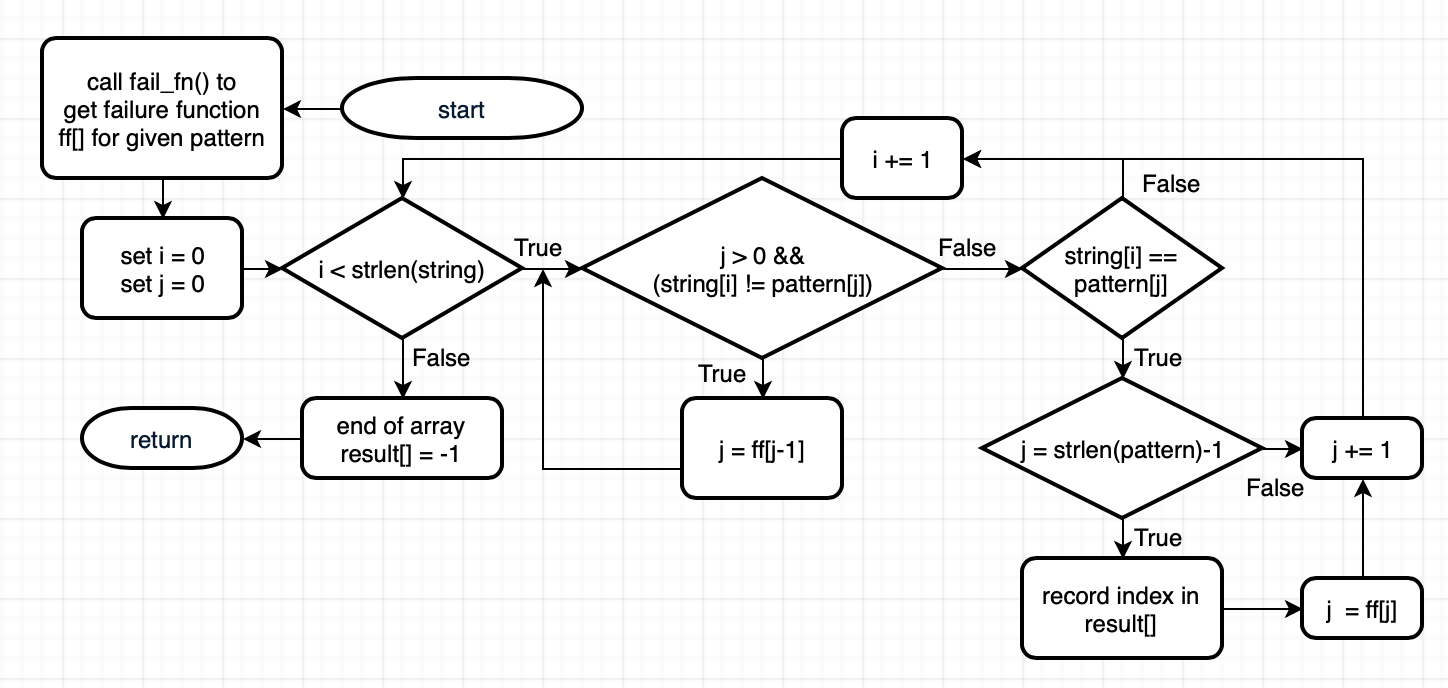 call fail_fn() to
get failure function
ff[] for given pattern
start
set i = 0
set j = 0
i < strlen(string)
True
False
end of array
result[] = -1
return
j > 0 &&
(string[i] != pattern[j])
True
j = ff[j-1]
False
string[i] ==
pattern[j]
False
i += 1
True
j = strlen(pattern)-1
False
j += 1
True
record index in
result[]
j  = ff[j]